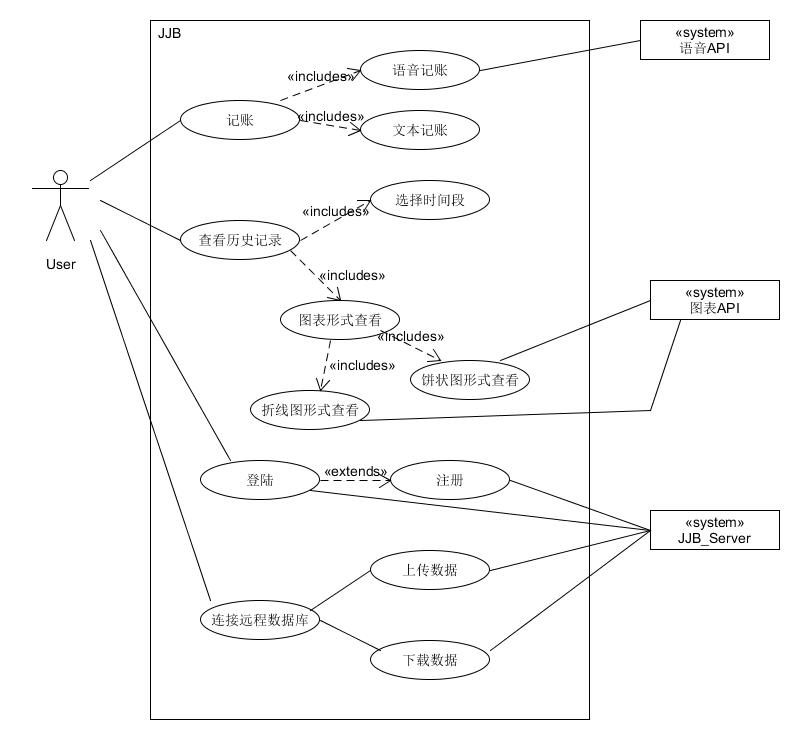 JJB
«system»
语音API
«includes»
语音记账
记账
«includes»
文本记账
User
«includes»
选择时间段
查看历史记录
«includes»
«system»
图表API
图表形式查看
«includes»
«includes»
饼状图形式查看
折线图形式查看
登陆
«extends»
注册
«system»
JJB_Server
上传数据
连接远程数据库
下载数据